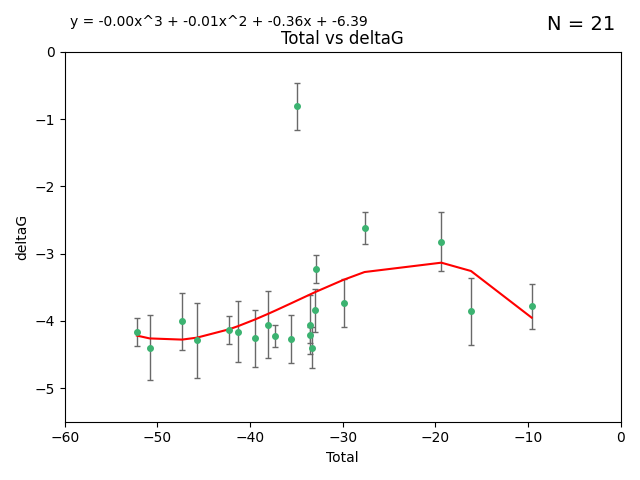 y = -0.00x^3 + -0.01x^2 + -0.36x + -6.39
N = 21
Total vs deltaG
0
−1
−2
−3
−4
−5
deltaG
−60 −50 −40 −30 −20 −10 0
Total